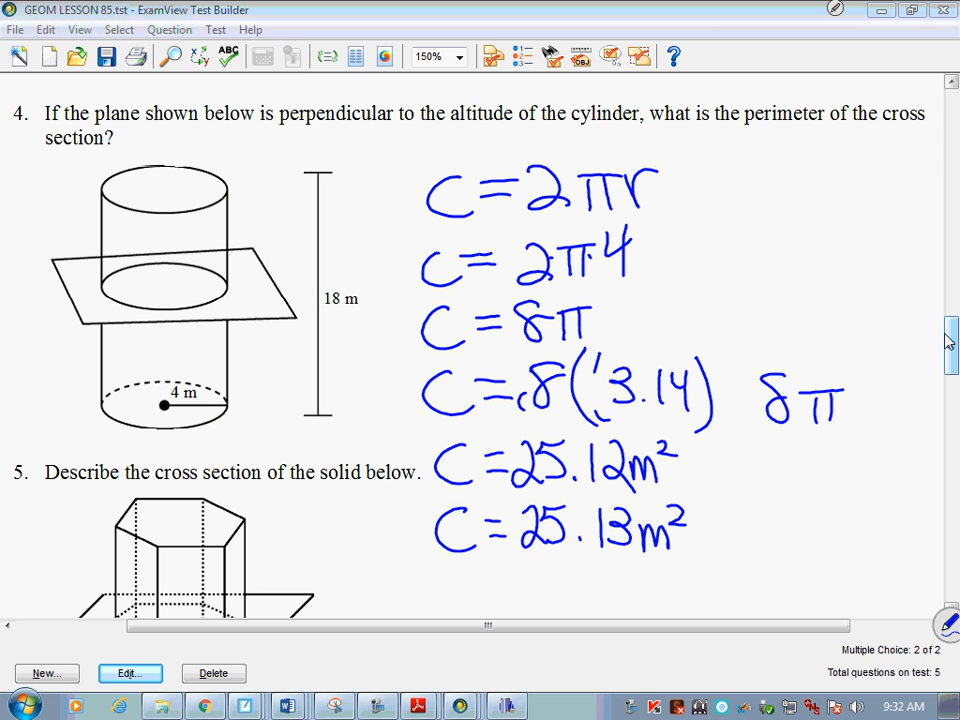 GEOM LESSON 85.tst - ExamView Test Builder
File Edit View Select Question Test Help
ABC 150% OBJ ?
4. If the plane shown below is perpendicular to the altitude of the cylinder, what is the perimeter of the cross
section?
C = 2πr
C = 2·π·4
18 m
C = 8π
C = 8(3.14) 8π
4 m
C = 25.12m²
5. Describe the cross section of the solid below.
C = 25.13m²
New... Edit... Delete
Multiple Choice: 2 of 2
Total questions on test: 5
9:32 AM